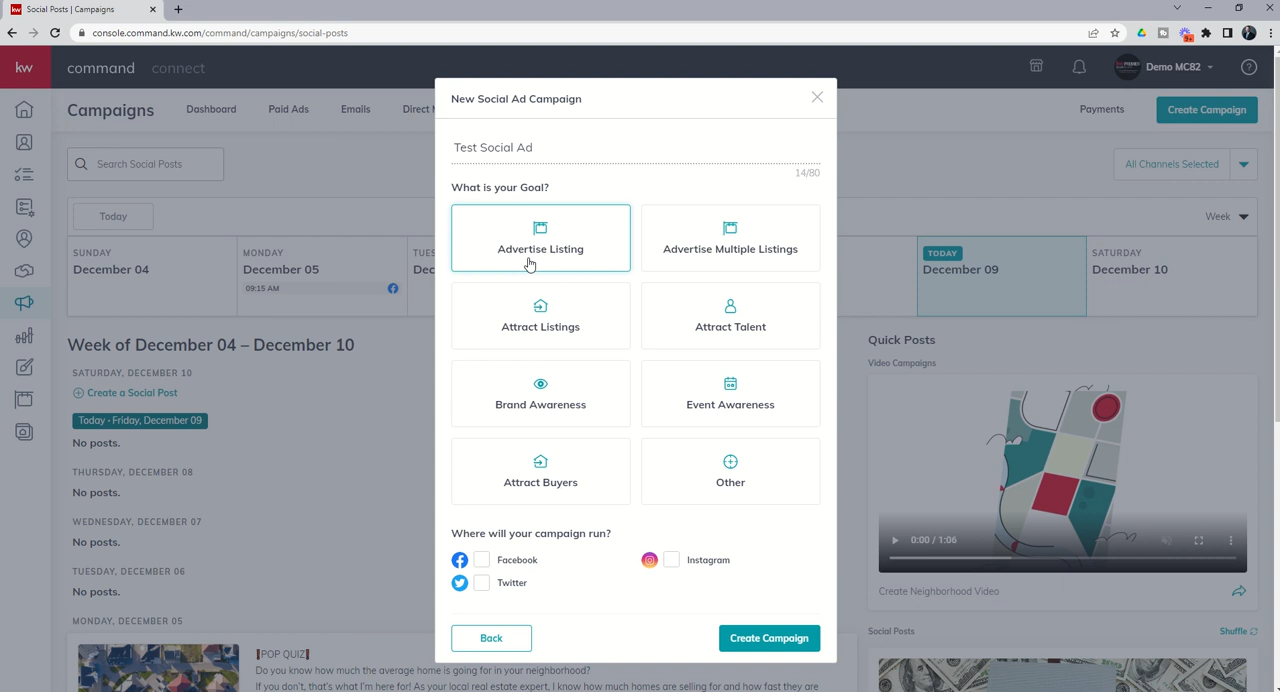 kw Social Posts | Campaigns
console.command.kw.com/command/campaigns/social-posts
9+
kw command connect Demo MC82
Campaigns Dashboard Paid Ads Emails Direct Payments Create Campaign
Search Social Posts All Channels Selected
Today Week
SUNDAY
December 04
MONDAY
December 05
09:15 AM
TODAY
December 09
SATURDAY
December 10
Week of December 04 – December 10
SATURDAY, DECEMBER 10
Create a Social Post
Today - Friday, December 09
No posts.
THURSDAY, DECEMBER 08
No posts.
WEDNESDAY, DECEMBER 07
No posts.
TUESDAY, DECEMBER 06
No posts.
MONDAY, DECEMBER 05
POP QUIZ
Do you know how much the average home is going for in your neighborhood?
If you don't, that's what I'm here for! As your local real estate expert, I know how much homes are selling for and how fast they are
New Social Ad Campaign
Test Social Ad
14/80
What is your Goal?
Advertise Listing
Advertise Multiple Listings
Attract Listings
Attract Talent
Brand Awareness
Event Awareness
Attract Buyers
Other
Where will your campaign run?
Facebook
Instagram
Twitter
Back
Create Campaign
Quick Posts
Video Campaigns
0:00 / 1:06
Create Neighborhood Video
Social Posts Shuffle